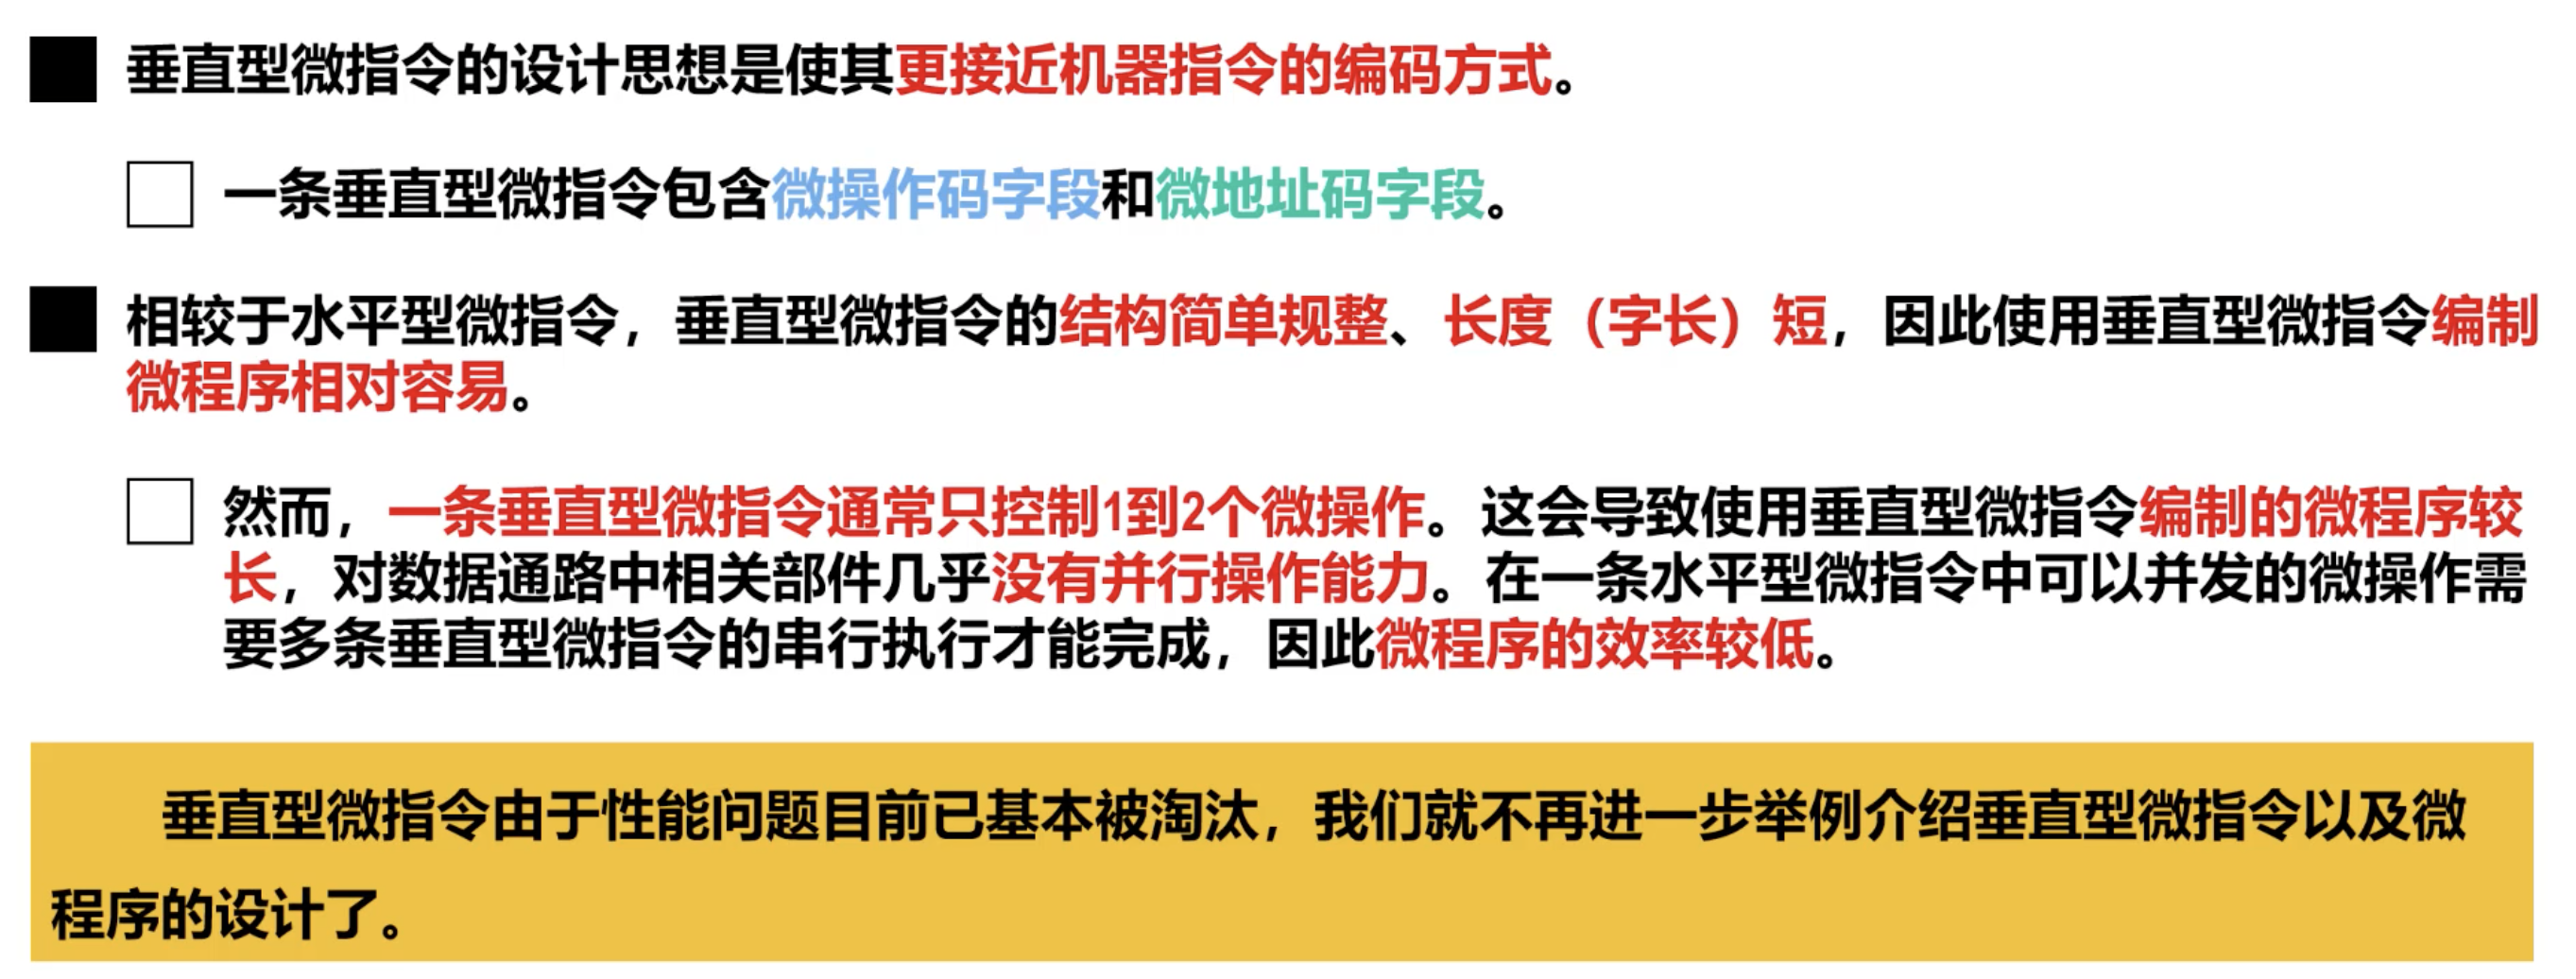 垂直型微指令的设计思想是使其更接近机器指令的编码方式。
一条垂直型微指令包含微操作码字段和微地址码字段。
相较于水平型微指令，垂直型微指令的结构简单规整、长度（字长）短，因此使用垂直型微指令编制
微程序相对容易。
然而，一条垂直型微指令通常只控制1到2个微操作。这会导致使用垂直型微指令编制的微程序较
长，对数据通路中相关部件几乎没有并行操作能力。在一条水平型微指令中可以并发的微操作需
要多条垂直型微指令的串行执行才能完成，因此微程序的效率较低。
垂直型微指令由于性能问题目前已基本被淘汰，我们就不再进一步举例介绍垂直型微指令以及微
程序的设计了。